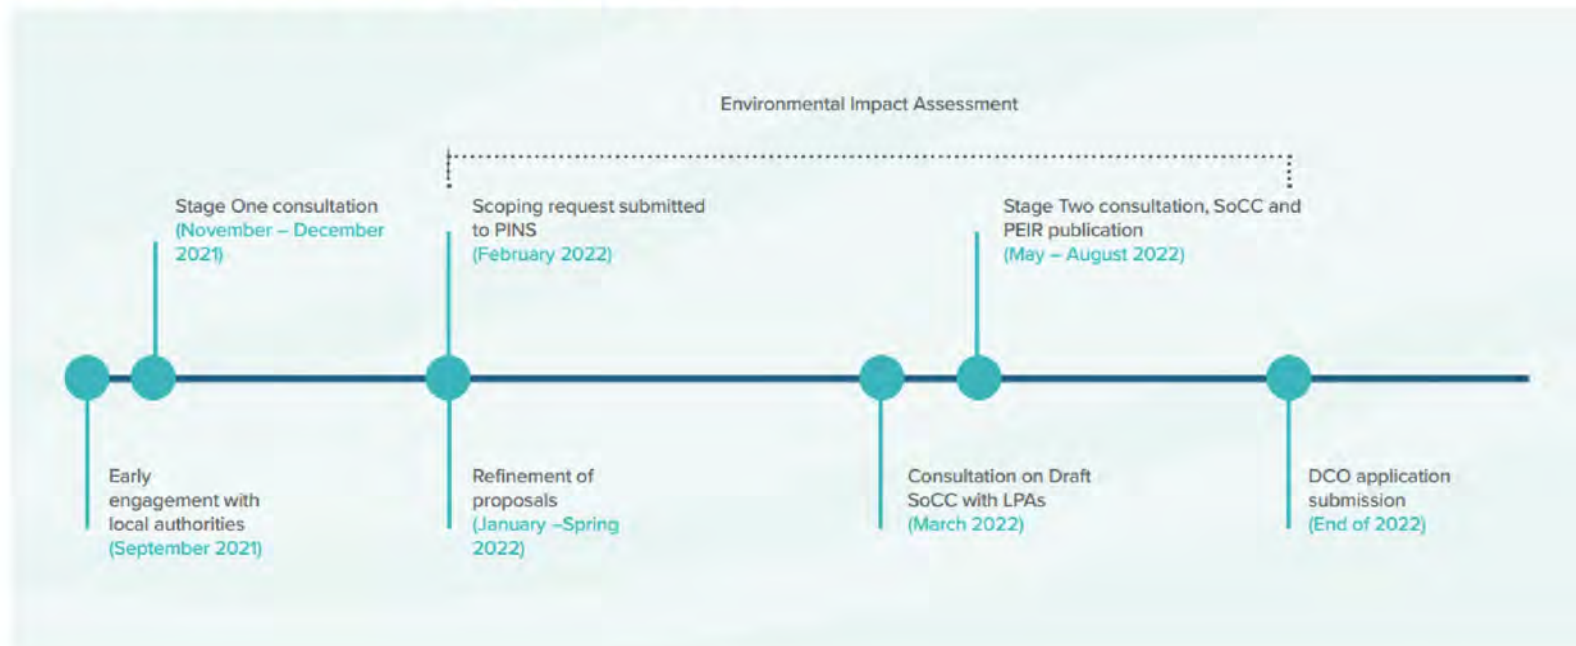 Environmental Impact Assessment
Stage One consultation
(November – December
2021)
Scoping request submitted
to PINS
(February 2022)
Stage Two consultation, SoCC and
PEIR publication
(May – August 2022)
Early
engagement with
local authorities
(September 2021)
Refinement of
proposals
(January –Spring
2022)
Consultation on Draft
SoCC with LPAs
(March 2022)
DCO application
submission
(End of 2022)